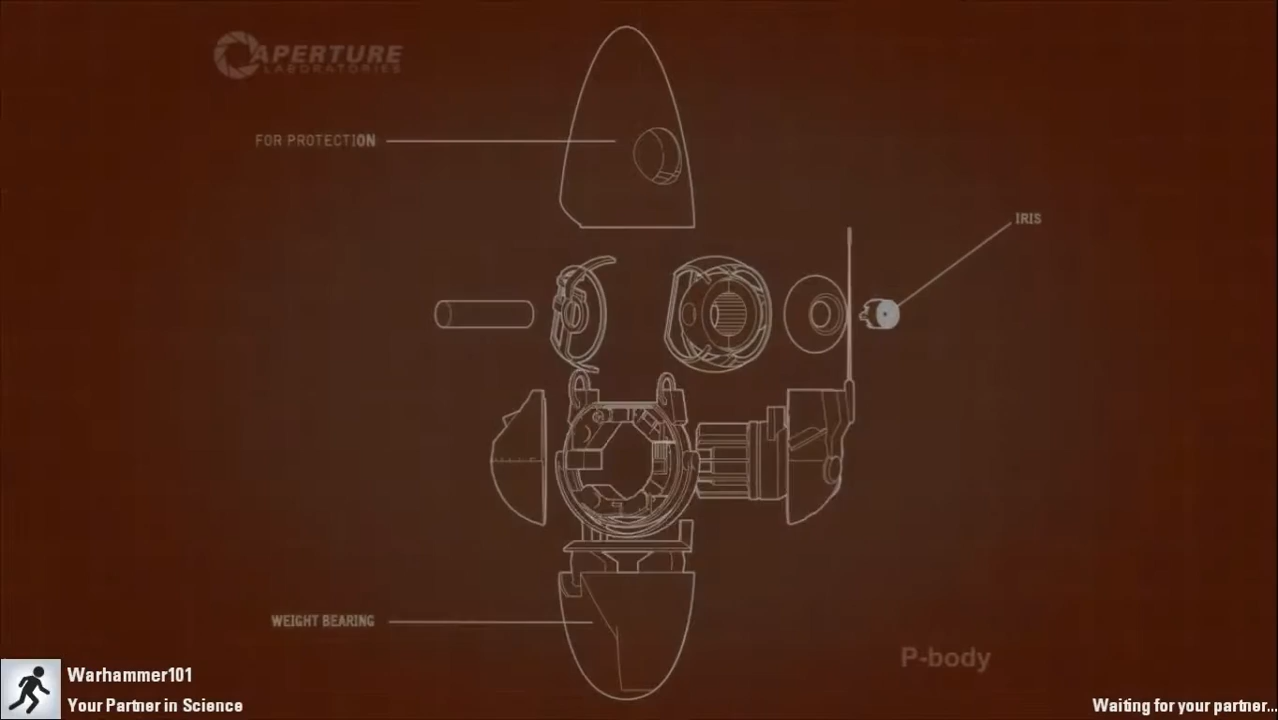 APERTURE
LABORATORIES
FOR PROTECTION
IRIS
WEIGHT BEARING
P-body
Warhammer101
Your Partner in Science
Waiting for your partner...